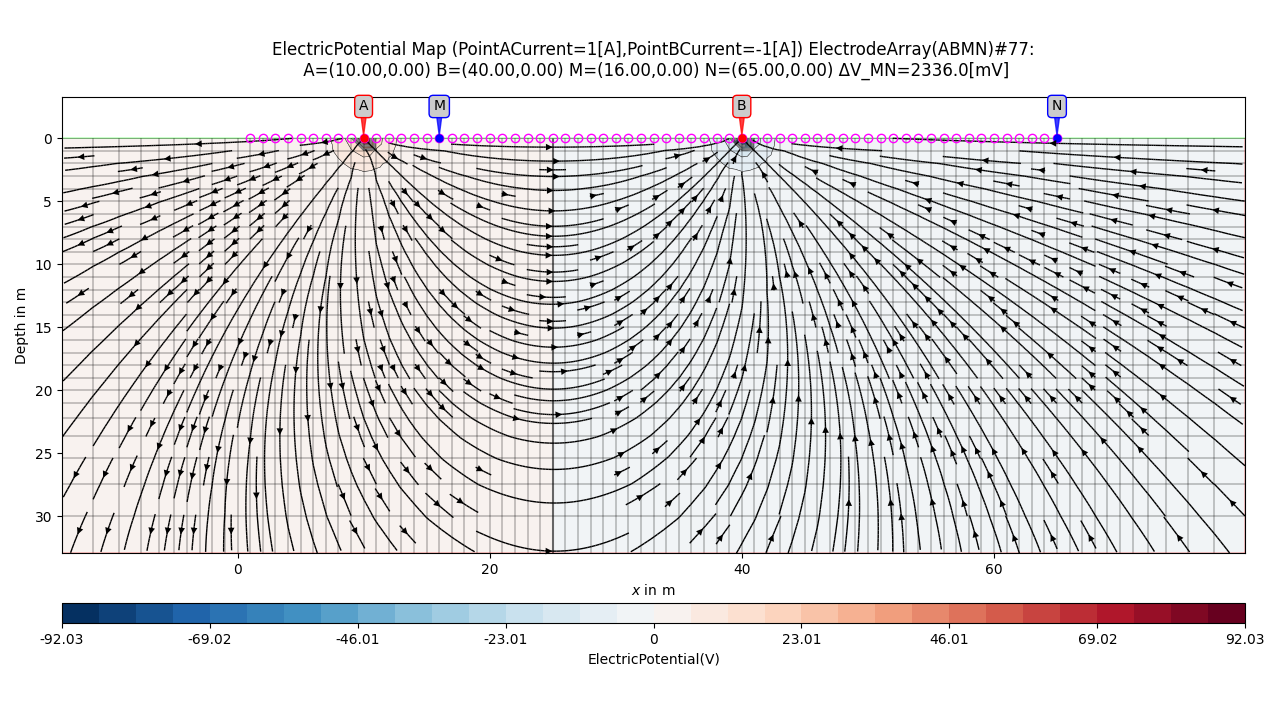 ElectricPotential Map (PointACurrent=1[A],PointBCurrent=-1[A]) ElectrodeArray(ABMN)#77:
A=(10.00,0.00) B=(40.00,0.00) M=(16.00,0.00) N=(65.00,0.00) ΔV_MN=2336.0[mV]
A M B N
0
5
10
15
20
25
30
Depth in m
0 20 40 60
x in m
-92.03 -69.02 -46.01 -23.01 0 23.01 46.01 69.02 92.03
ElectricPotential(V)